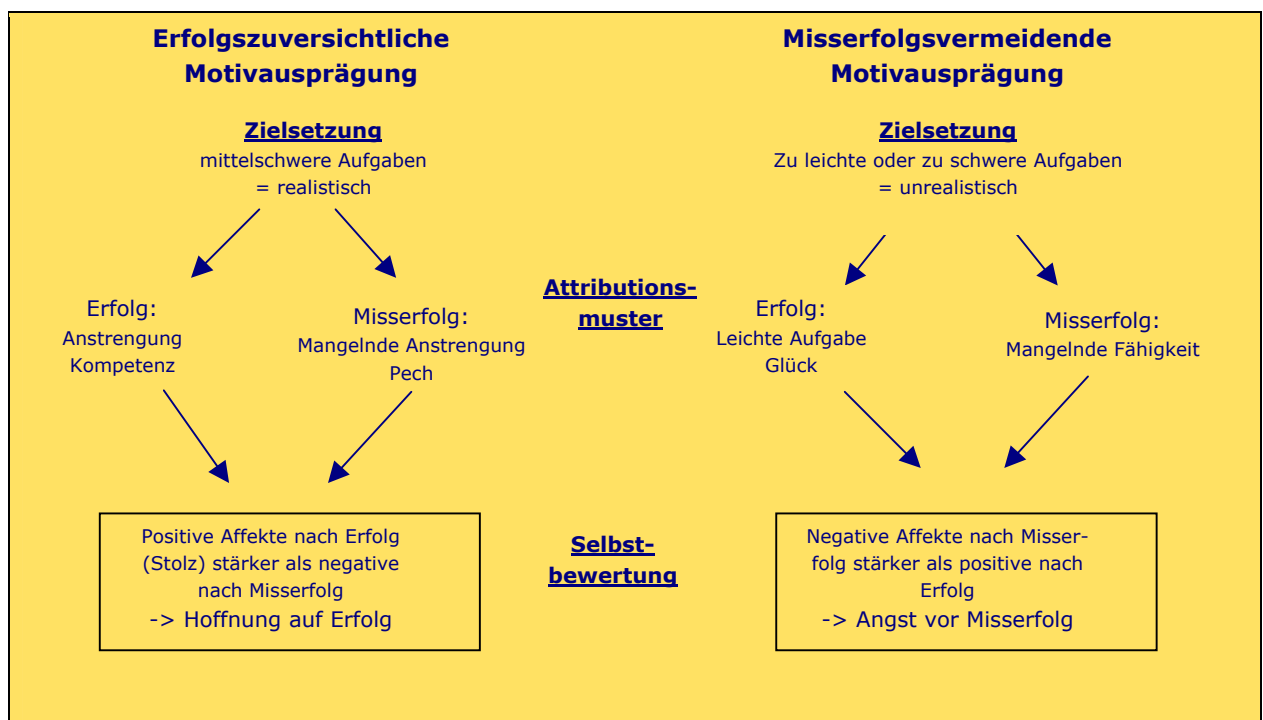 Erfolgszuversichtliche
Motivausprägung
Zielsetzung
mittelschwere Aufgaben
= realistisch
Erfolg:
Anstrengung
Kompetenz
Misserfolg:
Mangelnde Anstrengung
Pech
Positive Affekte nach Erfolg
(Stolz) stärker als negative
nach Misserfolg
-> Hoffnung auf Erfolg
Attributions-
muster
Selbst-
bewertung
Misserfolgsvermeidende
Motivausprägung
Zielsetzung
Zu leichte oder zu schwere Aufgaben
= unrealistisch
Erfolg:
Leichte Aufgabe
Glück
Misserfolg:
Mangelnde Fähigkeit
Negative Affekte nach Misser-
folg stärker als positive nach
Erfolg
-> Angst vor Misserfolg